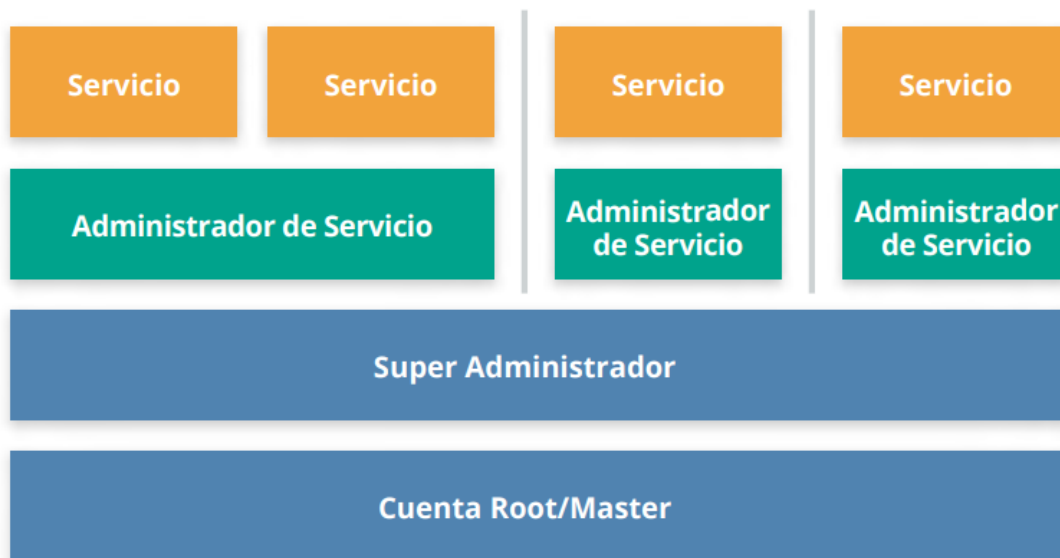 Servicio
Servicio
Servicio
Servicio
Administrador de Servicio
Administrador
de Servicio
Administrador
de Servicio
Super Administrador
Cuenta Root/Master